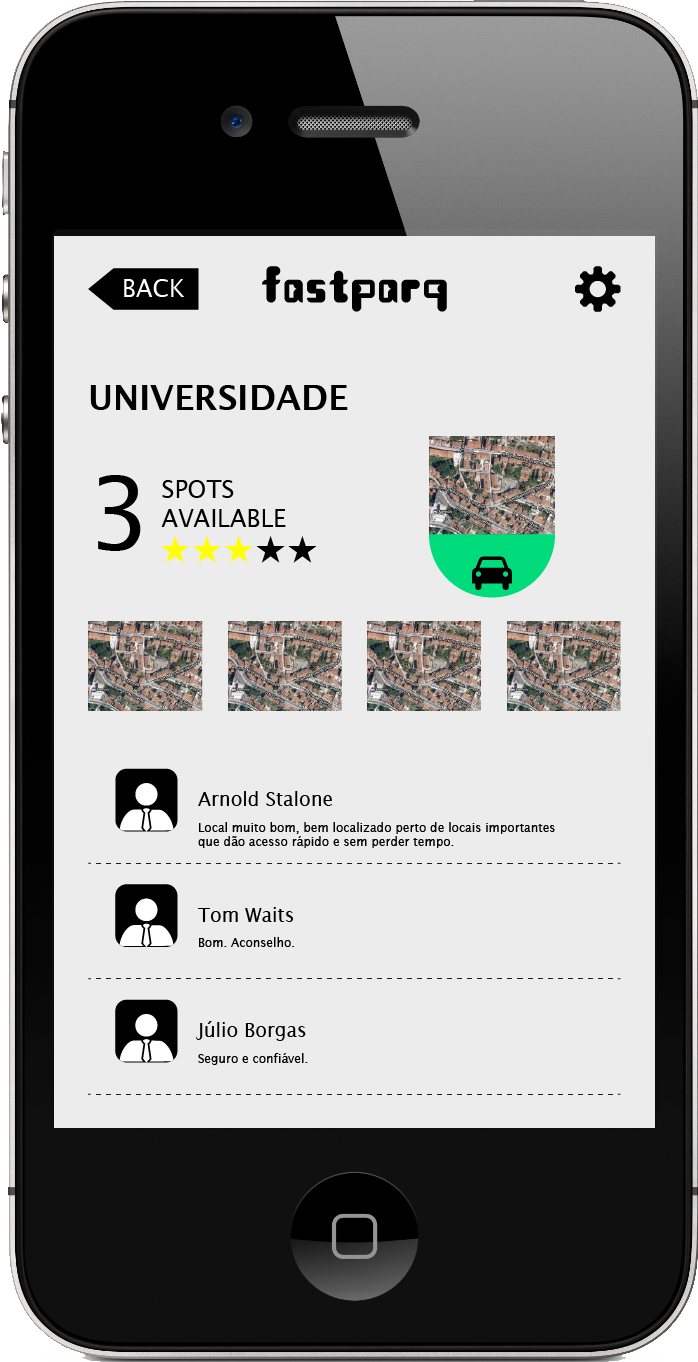 BACK
fastparq
UNIVERSIDADE
3
SPOTS
AVAILABLE
Arnold Stalone
Local muito bom, bem localizado perto de locais importantes
que dão acesso rápido e sem perder tempo.
Tom Waits
Bom. Aconselho.
Júlio Borgas
Seguro e confiável.